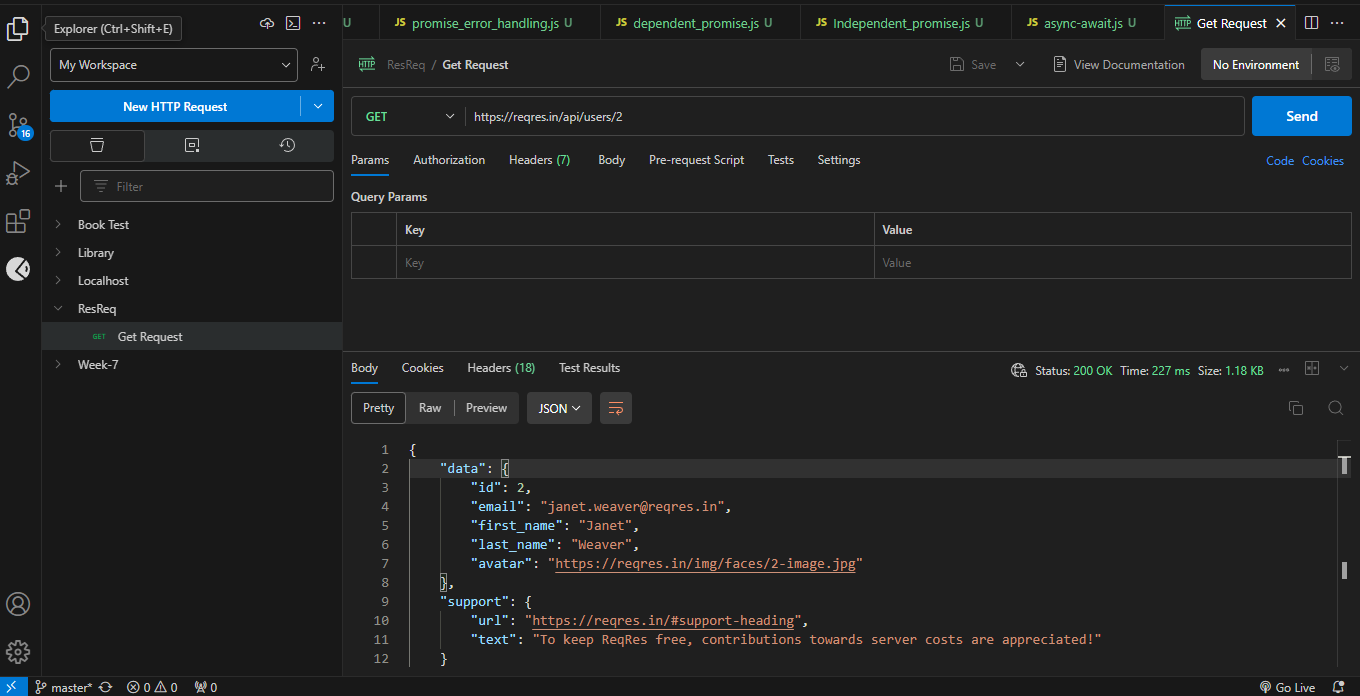 Explorer (Ctrl+Shift+E)
U
JS promise_error_handling.js U
JS dependent_promise.js U
JS Independent_promise.js U
JS async-await.js U
HTTP Get Request
My Workspace
HTTP ResReq / Get Request
Save
View Documentation
No Environment
New HTTP Request
GET
https://reqres.in/api/users/2
Send
16
Params Authorization Headers (7) Body Pre-request Script Tests Settings
Code Cookies
Filter
Query Params
Book Test
Library
Localhost
ResReq
GET Get Request
Week-7
Key Value
Key Value
Body Cookies Headers (18) Test Results
Status: 200 OK Time: 227 ms Size: 1.18 KB
Pretty Raw Preview JSON
1 {
2 "data": {
3 "id": 2,
4 "email": "janet.weaver@reqres.in",
5 "first_name": "Janet",
6 "last_name": "Weaver",
7 "avatar": "https://reqres.in/img/faces/2-image.jpg"
8 },
9 "support": {
10 "url": "https://reqres.in/#support-heading",
11 "text": "To keep ReqRes free, contributions towards server costs are appreciated!"
12 }
master* 0 0 0
Go Live